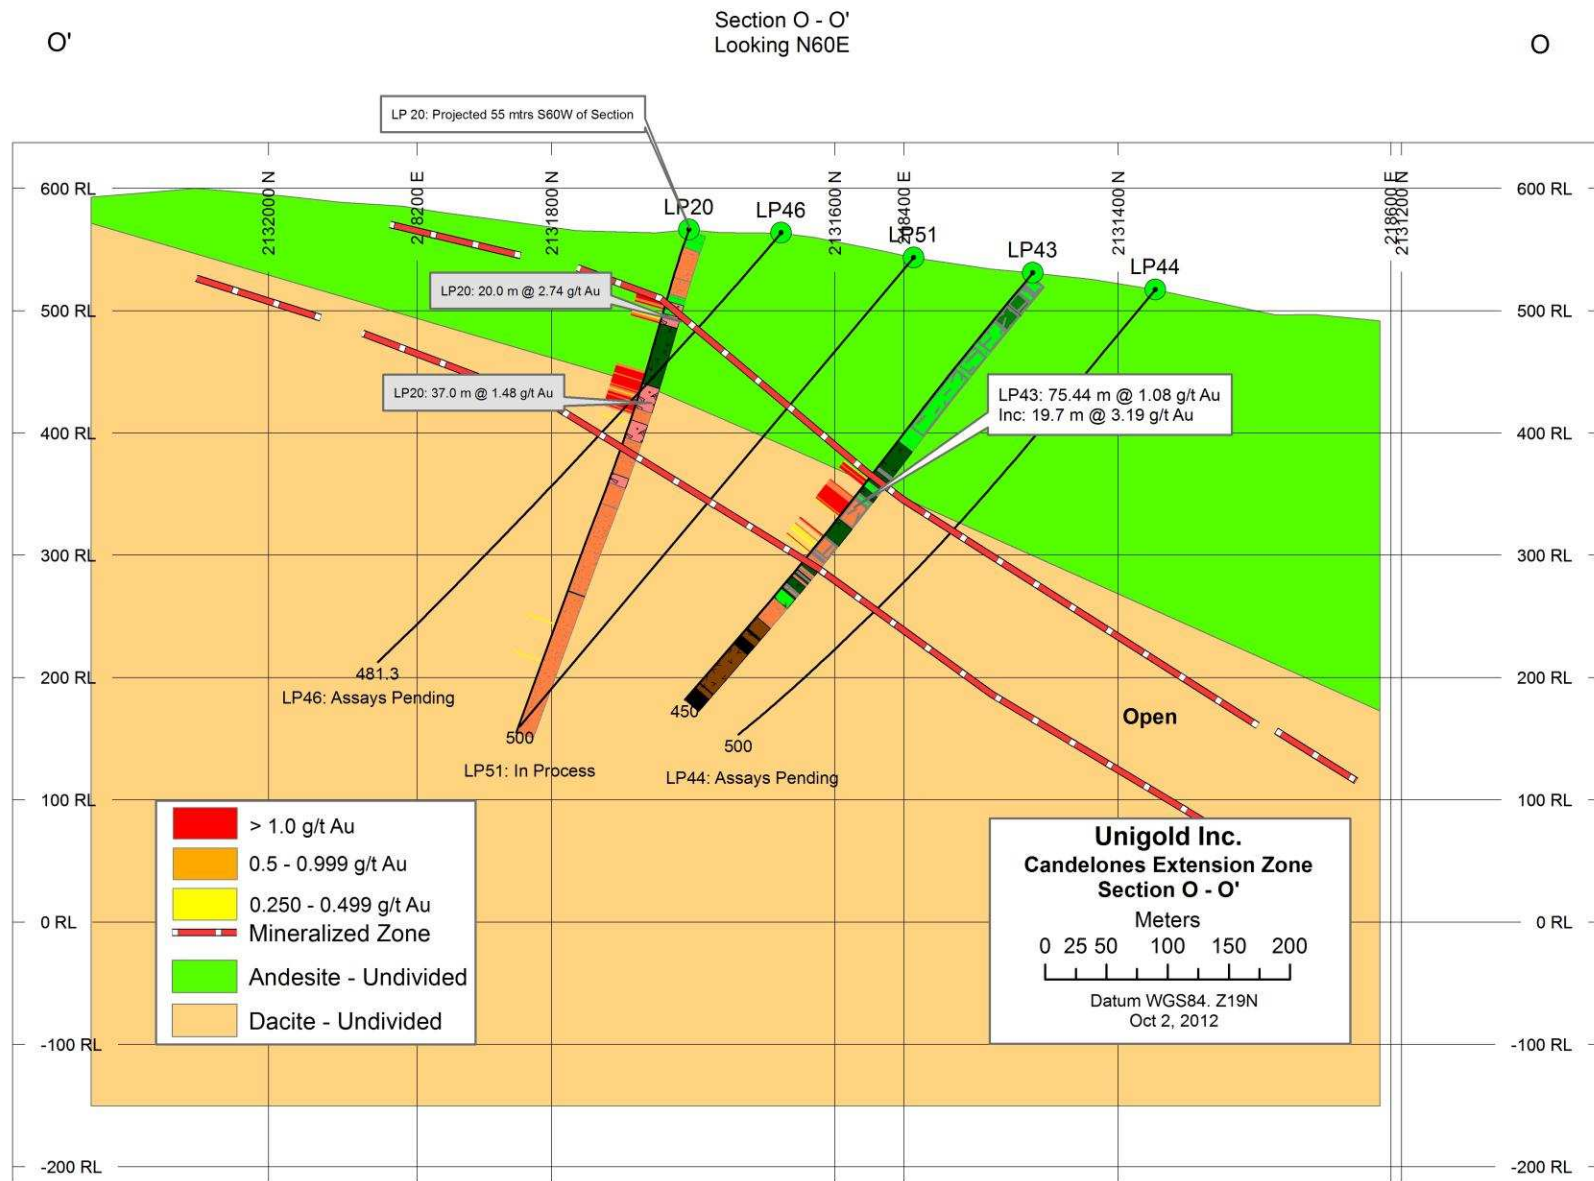 Section O - O'
Looking N60E
O'
O
LP 20: Projected 55 mtrs S60W of Section
600 RL
2132000 N
218200 E
2131800 N
LP20
LP46
2131600 N
218400 E
LP51
LP43
2131400 N
LP44
218600 E
2131200 N
600 RL
LP20: 20.0 m @ 2.74 g/t Au
500 RL
500 RL
LP20: 37.0 m @ 1.48 g/t Au
LP43: 75.44 m @ 1.08 g/t Au
Inc: 19.7 m @ 3.19 g/t Au
400 RL
400 RL
300 RL
300 RL
481.3
LP46: Assays Pending
200 RL
200 RL
450
Open
500
500
LP51: In Process
LP44: Assays Pending
100 RL
100 RL
> 1.0 g/t Au
0.5 - 0.999 g/t Au
0.250 - 0.499 g/t Au
Mineralized Zone
Andesite - Undivided
Dacite - Undivided
Unigold Inc.
Candelones Extension Zone
Section O - O'
Meters
0 25 50 100 150 200
Datum WGS84. Z19N
Oct 2, 2012
0 RL
0 RL
-100 RL
-100 RL
-200 RL
-200 RL